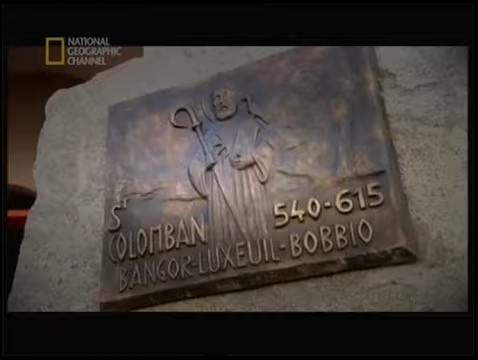 NATIONAL
GEOGRAPHIC
CHANNEL
ST
COLOMBAN
540-615
BANGOR-LUXEUIL-BOBBIO